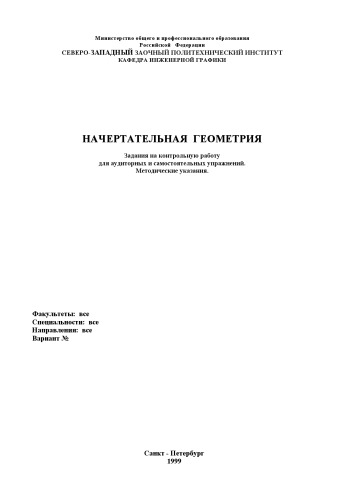 Министерство общего и профессионального образования
Российской Федерации
СЕВЕРО-ЗАПАДНЫЙ ЗАОЧНЫЙ ПОЛИТЕХНИЧЕСКИЙ ИНСТИТУТ
КАФЕДРА ИНЖЕНЕРНОЙ ГРАФИКИ
НАЧЕРТАТЕЛЬНАЯ ГЕОМЕТРИЯ
Задания на контрольную работу
для аудиторных и самостоятельных упражнений.
Методические указания.
Факультеты: все
Специальности: все
Направления: все
Вариант №
Санкт - Петербург
1999